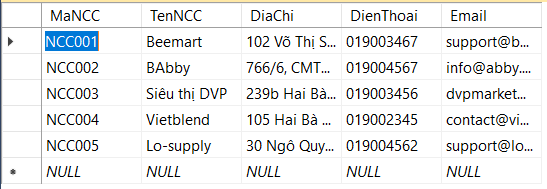 MaNCC TenNCC DiaChi DienThoai Email
NCC001 Beemart 102 Võ Thị S... 019003467 support@b...
NCC002 BAbby 766/6, CMT... 019004567 info@abby....
NCC003 Siêu thị DVP 239b Hai Bà... 019003456 dvpmarket...
NCC004 Vietblend 105 Hai Bà ... 019002345 contact@vi...
NCC005 Lo-supply 30 Ngô Quy... 019004562 support@lo...
NULL NULL NULL NULL NULL